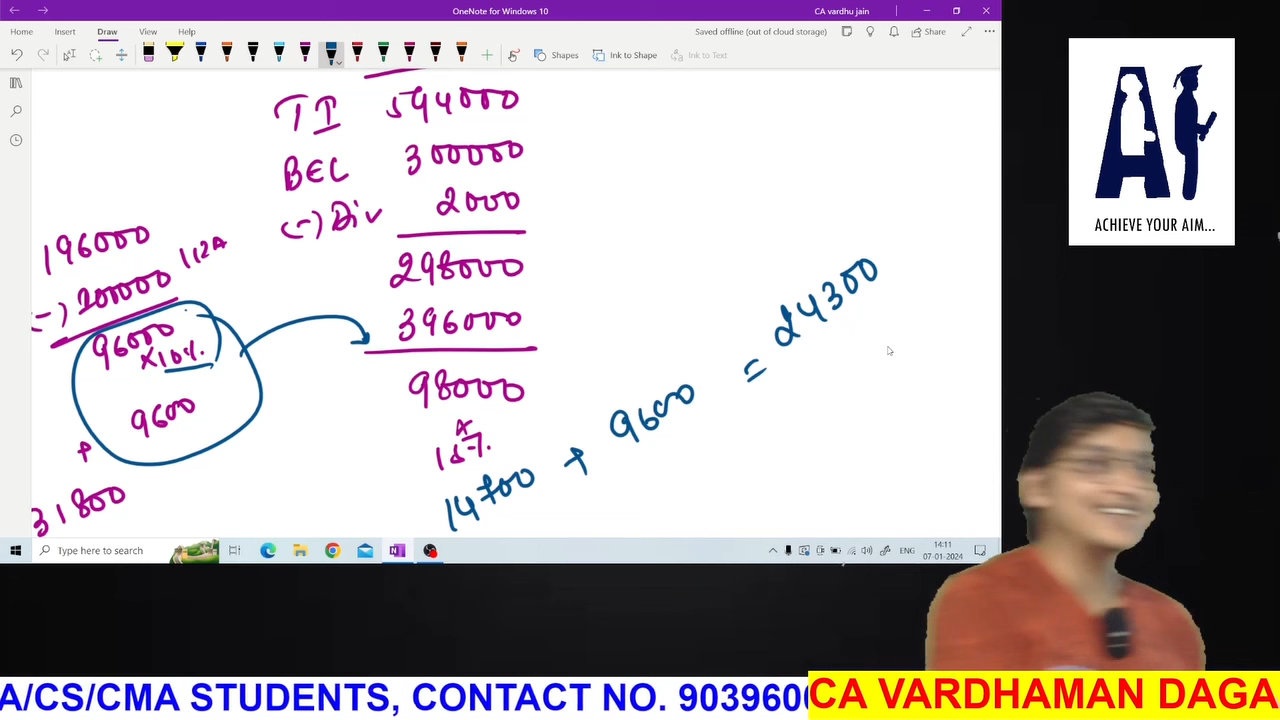 CA vardhu jain
OneNote for Windows 10
Home Insert Draw View Help
Saved offline (out of cloud storage)
Share
Shapes
Ink to Shape
Ink to Text
TI 594000
BEL 300000
(-) Div 2000
298000
396000
98000
x
15%
14700 + 9600 = 24300
196000
(-) 200000 112A
96000
x10%
9600
+
31800
Type here to search
ENG
14:11
07-01-2024
AI
ACHIEVE YOUR AIM...
A/CS/CMA STUDENTS, CONTACT NO. 9039600
CA VARDHAMAN DAGA